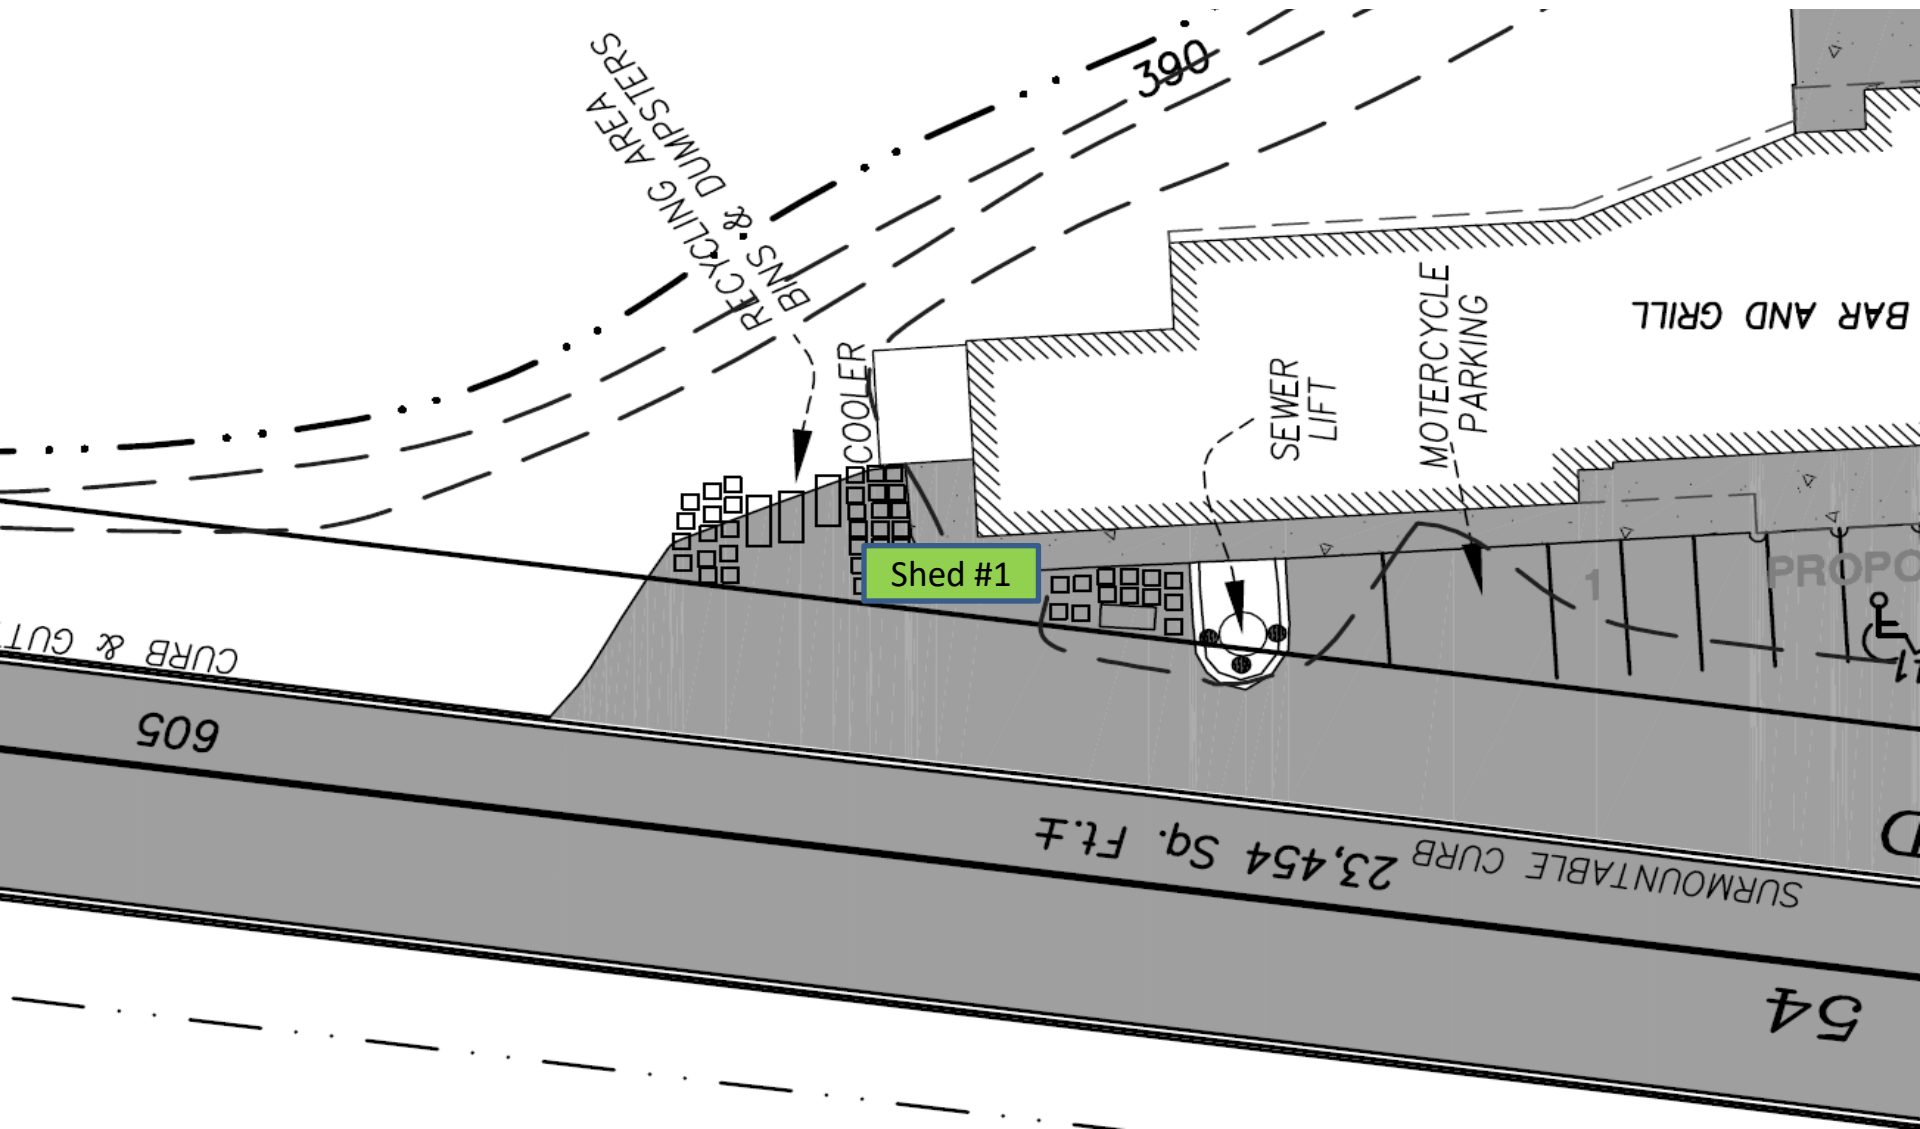 RECYCLING AREA
BINS & DUMPSTERS
390
COOLER
SEWER
LIFT
MOTERCYCLE
PARKING
BAR AND GRILL
Shed #1
1
PROPO
11
CURB & GUT
605
23,454 Sq. Ft.±
SURMOUNTABLE CURB
D
54